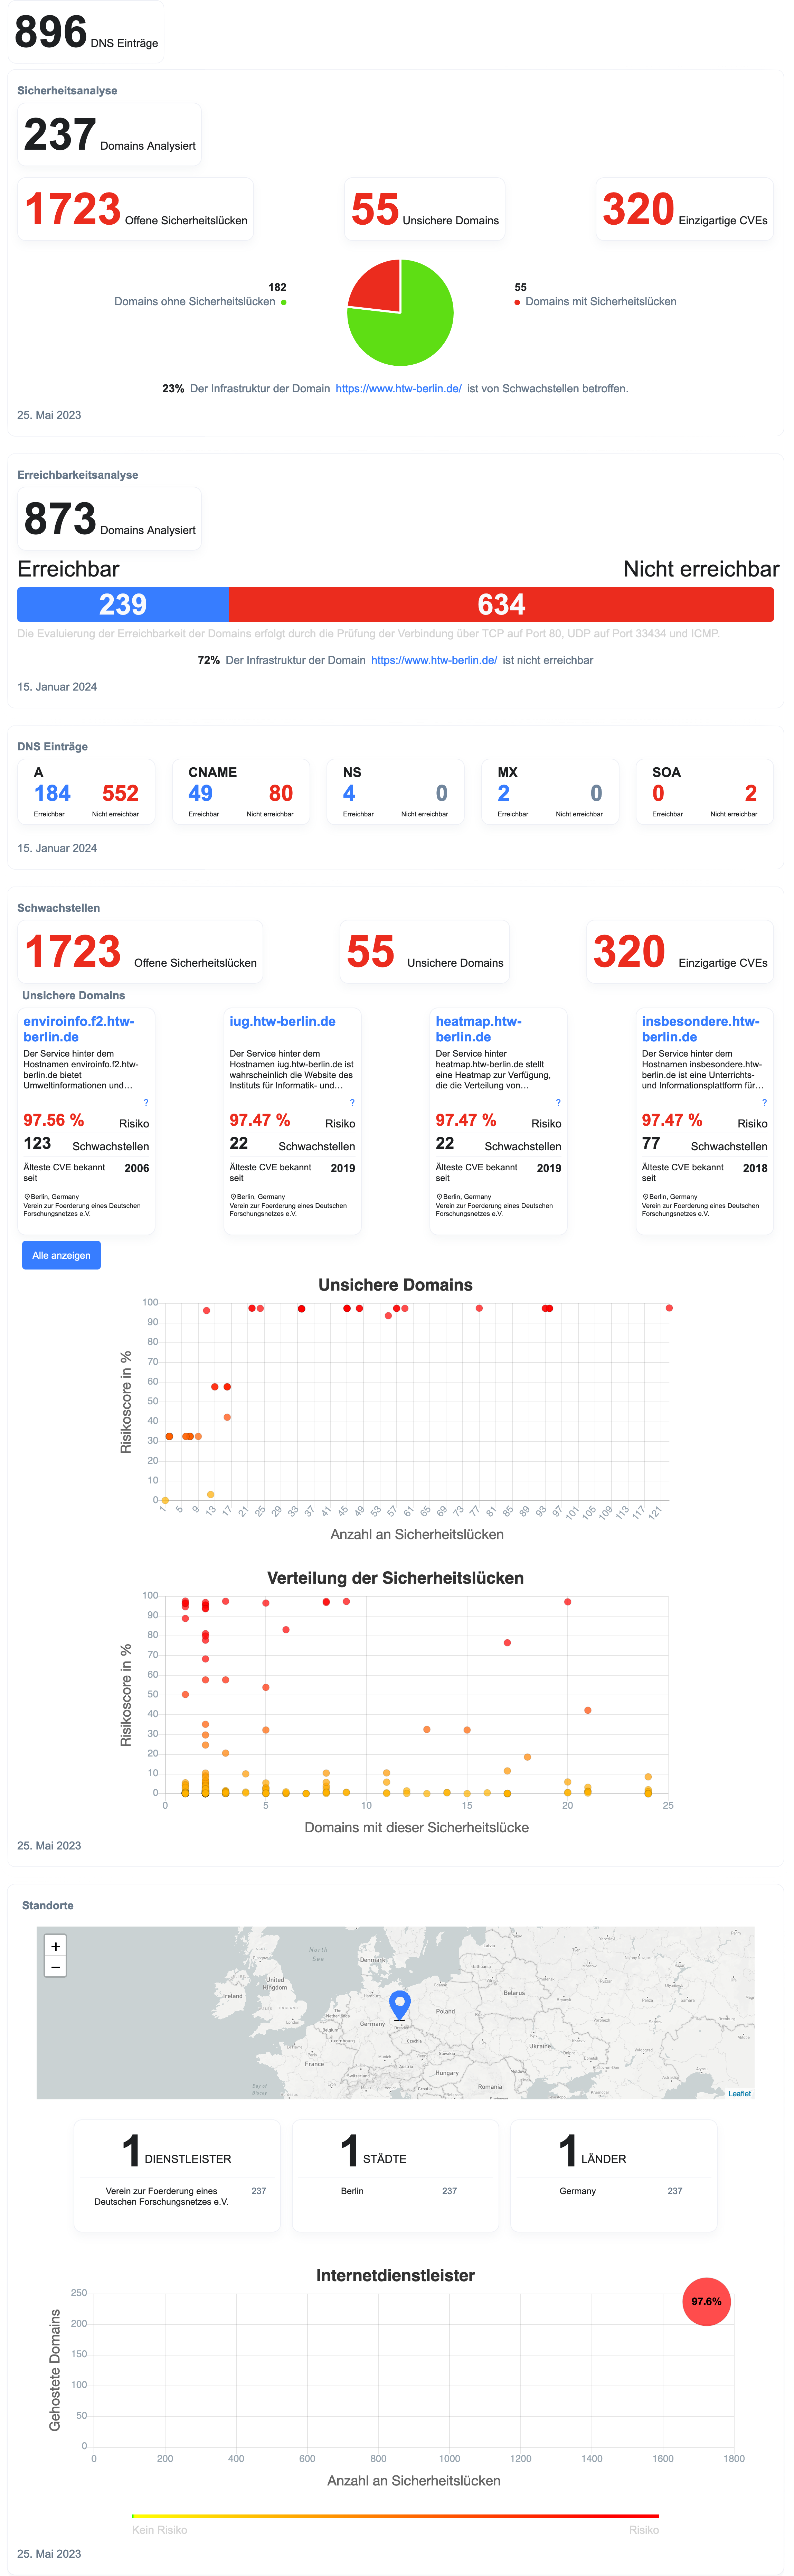 896 DNS Einträge
Sicherheitsanalyse
237 Domains Analysiert
1723 Offene Sicherheitslücken
55 Unsichere Domains
320 Einzigartige CVEs
182
Domains ohne Sicherheitslücken
55
Domains mit Sicherheitslücken
23% Der Infrastruktur der Domain https://www.htw-berlin.de/ ist von Schwachstellen betroffen.
25. Mai 2023
Erreichbarkeitsanalyse
873 Domains Analysiert
Erreichbar Nicht erreichbar
239 634
Die Evaluierung der Erreichbarkeit der Domains erfolgt durch die Prüfung der Verbindung über TCP auf Port 80, UDP auf Port 33434 und ICMP.
72% Der Infrastruktur der Domain https://www.htw-berlin.de/ ist nicht erreichbar
15. Januar 2024
DNS Einträge
A
184 552
Erreichbar Nicht erreichbar
CNAME
49 80
Erreichbar Nicht erreichbar
NS
4 0
Erreichbar Nicht erreichbar
MX
2 0
Erreichbar Nicht erreichbar
SOA
0 2
Erreichbar Nicht erreichbar
15. Januar 2024
Schwachstellen
1723 Offene Sicherheitslücken
55 Unsichere Domains
320 Einzigartige CVEs
Unsichere Domains
enviroinfo.f2.htw-
berlin.de
Der Service hinter dem
Hostnamen enviroinfo.f2.htw-
berlin.de bietet
Umweltinformationen und...
?
97.56 % Risiko
123 Schwachstellen
Älteste CVE bekannt 2006
seit
Berlin, Germany
Verein zur Foerderung eines Deutschen
Forschungsnetzes e.V.
iug.htw-berlin.de
Der Service hinter dem
Hostnamen iug.htw-berlin.de ist
wahrscheinlich die Website des
Instituts für Informatik- und...
?
97.47 % Risiko
22 Schwachstellen
Älteste CVE bekannt 2019
seit
Berlin, Germany
Verein zur Foerderung eines Deutschen
Forschungsnetzes e.V.
heatmap.htw-
berlin.de
Der Service hinter
heatmap.htw-berlin.de stellt
eine Heatmap zur Verfügung,
die die Verteilung von...
?
97.47 % Risiko
22 Schwachstellen
Älteste CVE bekannt 2019
seit
Berlin, Germany
Verein zur Foerderung eines Deutschen
Forschungsnetzes e.V.
insbesondere.htw-
berlin.de
Der Service hinter dem
Hostnamen insbesondere.htw-
berlin.de ist eine Unterrichts-
und Informationsplattform für...
?
97.47 % Risiko
77 Schwachstellen
Älteste CVE bekannt 2018
seit
Berlin, Germany
Verein zur Foerderung eines Deutschen
Forschungsnetzes e.V.
Alle anzeigen
Unsichere Domains
Risikoscore in %
100
90
80
70
60
50
40
30
20
10
0
1 5 9 13 17 21 25 29 33 37 41 45 49 53 57 61 65 69 73 77 81 85 89 93 97 101 105 109 113 117 121
Anzahl an Sicherheitslücken
Verteilung der Sicherheitslücken
Risikoscore in %
100
90
80
70
60
50
40
30
20
10
0
0 5 10 15 20 25
Domains mit dieser Sicherheitslücke
25. Mai 2023
Standorte
+
−
North
Sea
Denmark
United
Kingdom
Ireland
Belarus
Poland
Germany
Ukraine
France
Austria
Hungary
Romania
Leaflet
1 DIENSTLEISTER
Verein zur Foerderung eines 237
Deutschen Forschungsnetzes e.V.
1 STÄDTE
Berlin 237
1 LÄNDER
Germany 237
Internetdienstleister
97.6%
Gehostete Domains
250
200
150
100
50
0
0 200 400 600 800 1000 1200 1400 1600 1800
Anzahl an Sicherheitslücken
Kein Risiko Risiko
25. Mai 2023